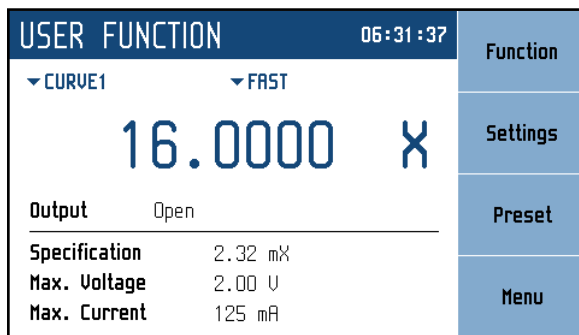 USER FUNCTION 06:31:37
CURVE1 FAST
16.0000 X
Output Open
Specification 2.32 mX
Max. Voltage 2.00 V
Max. Current 125 mA
Function
Settings
Preset
Menu